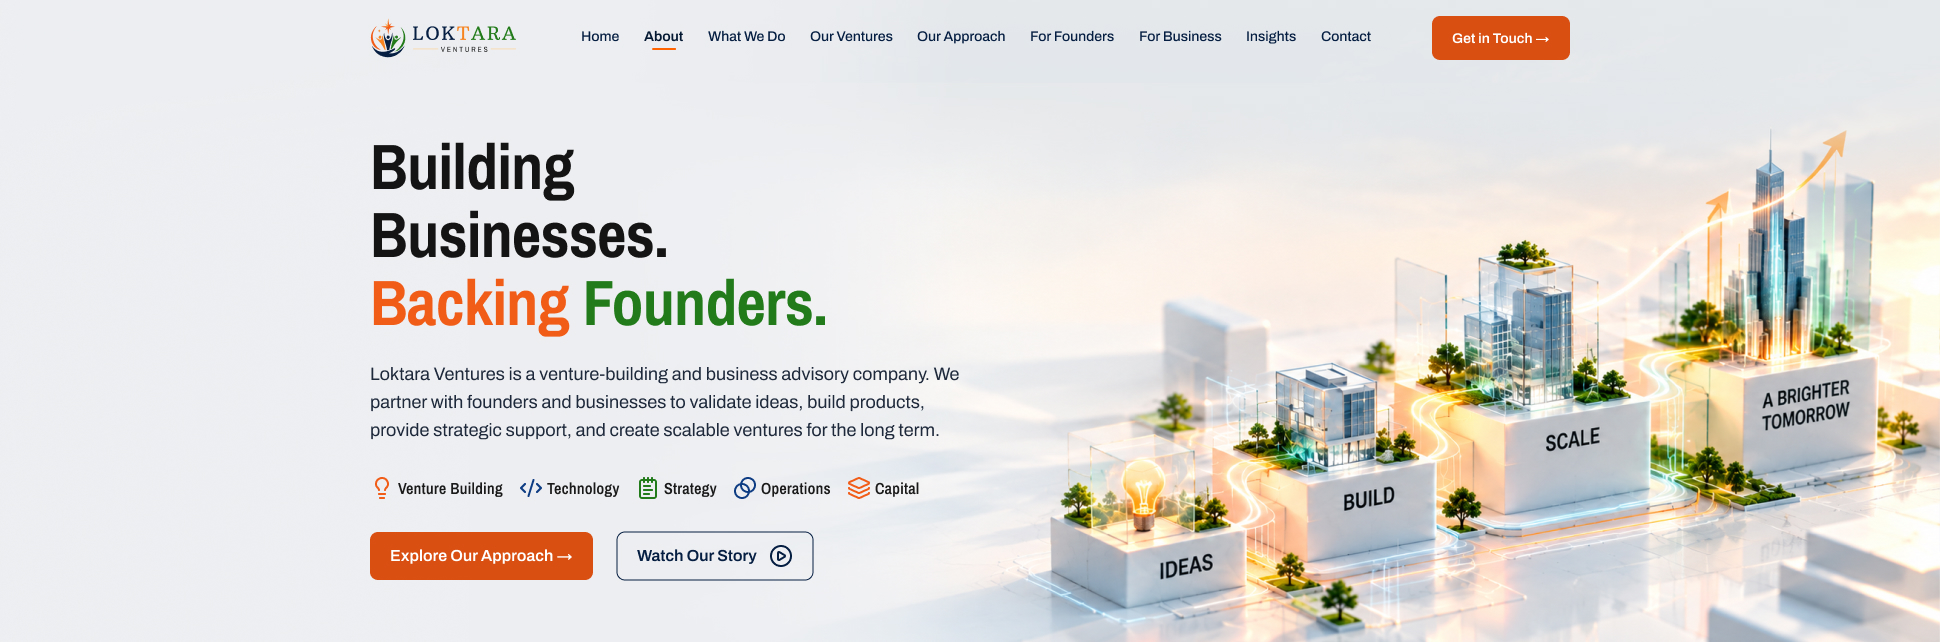 LOKTARA
VENTURES
Home About What We Do Our Ventures Our Approach For Founders For Business Insights Contact
Get in Touch →
Building
Businesses.
Backing Founders.
Loktara Ventures is a venture-building and business advisory company. We
partner with founders and businesses to validate ideas, build products,
provide strategic support, and create scalable ventures for the long term.
Venture Building Technology Strategy Operations Capital
Explore Our Approach → Watch Our Story
IDEAS
BUILD
SCALE
A BRIGHTER
TOMORROW